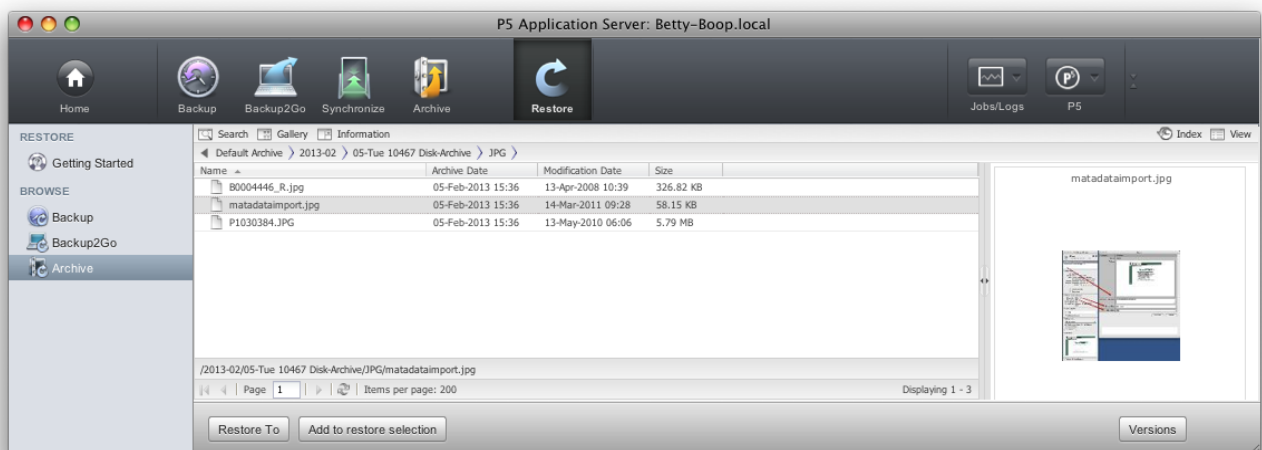 P5 Application Server: Betty-Boop.local
Home Backup Backup2Go Synchronize Archive Restore Jobs/Logs P5
RESTORE
Getting Started
BROWSE
Backup
Backup2Go
Archive
Search Gallery Information Index View
Default Archive 2013-02 05-Tue 10467 Disk-Archive JPG
Name Archive Date Modification Date Size
B0004446_R.jpg 05-Feb-2013 15:36 13-Apr-2008 10:39 326.82 KB
matadataimport.jpg 05-Feb-2013 15:36 14-Mar-2011 09:28 58.15 KB
P1030384.JPG 05-Feb-2013 15:36 13-May-2010 06:06 5.79 MB
matadataimport.jpg
/2013-02/05-Tue 10467 Disk-Archive/JPG/matadataimport.jpg
Page 1 Items per page: 200 Displaying 1 - 3
Restore To Add to restore selection Versions